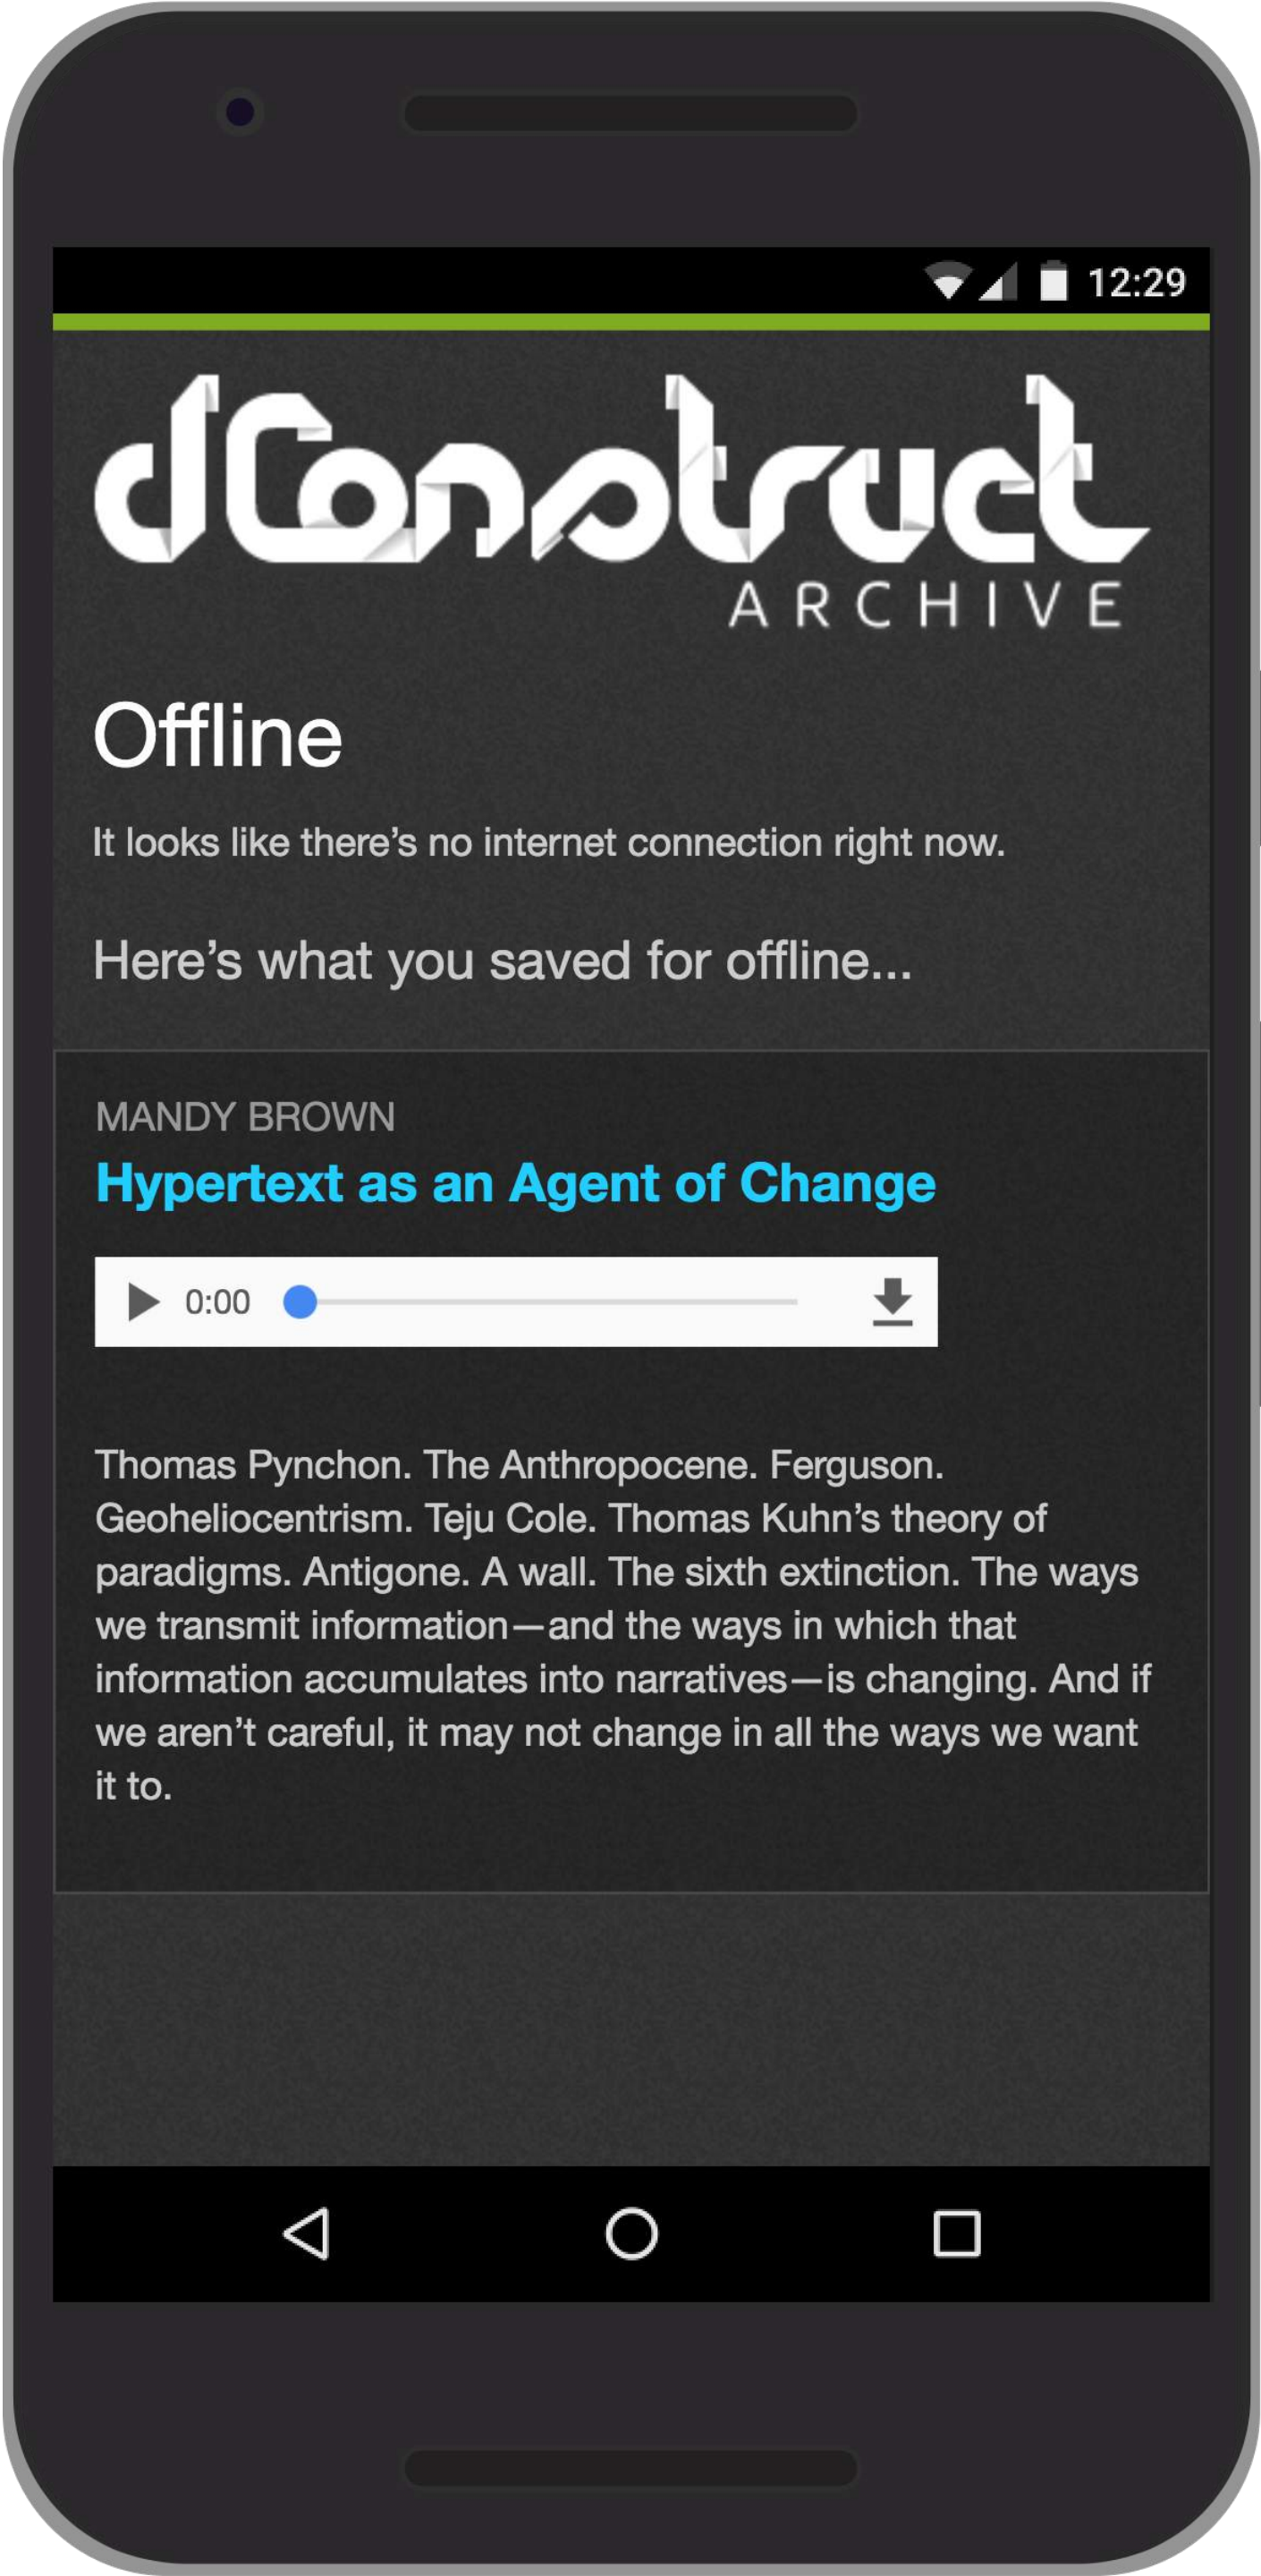 12:29
dConstruct
ARCHIVE
Offline
It looks like there’s no internet connection right now.
Here’s what you saved for offline...
MANDY BROWN
Hypertext as an Agent of Change
0:00
Thomas Pynchon. The Anthropocene. Ferguson.
Geoheliocentrism. Teju Cole. Thomas Kuhn’s theory of
paradigms. Antigone. A wall. The sixth extinction. The ways
we transmit information—and the ways in which that
information accumulates into narratives—is changing. And if
we aren’t careful, it may not change in all the ways we want
it to.